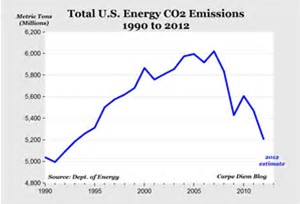 Metric Tons
(Millions)
Total U.S. Energy CO2 Emissions
1990 to 2012
6,200
6,000
5,800
5,600
5,400
5,200
5,000
4,800
2012
estimate
Source: Dept. of Energy
Carpe Diem Blog
1990 1995 2000 2005 2010